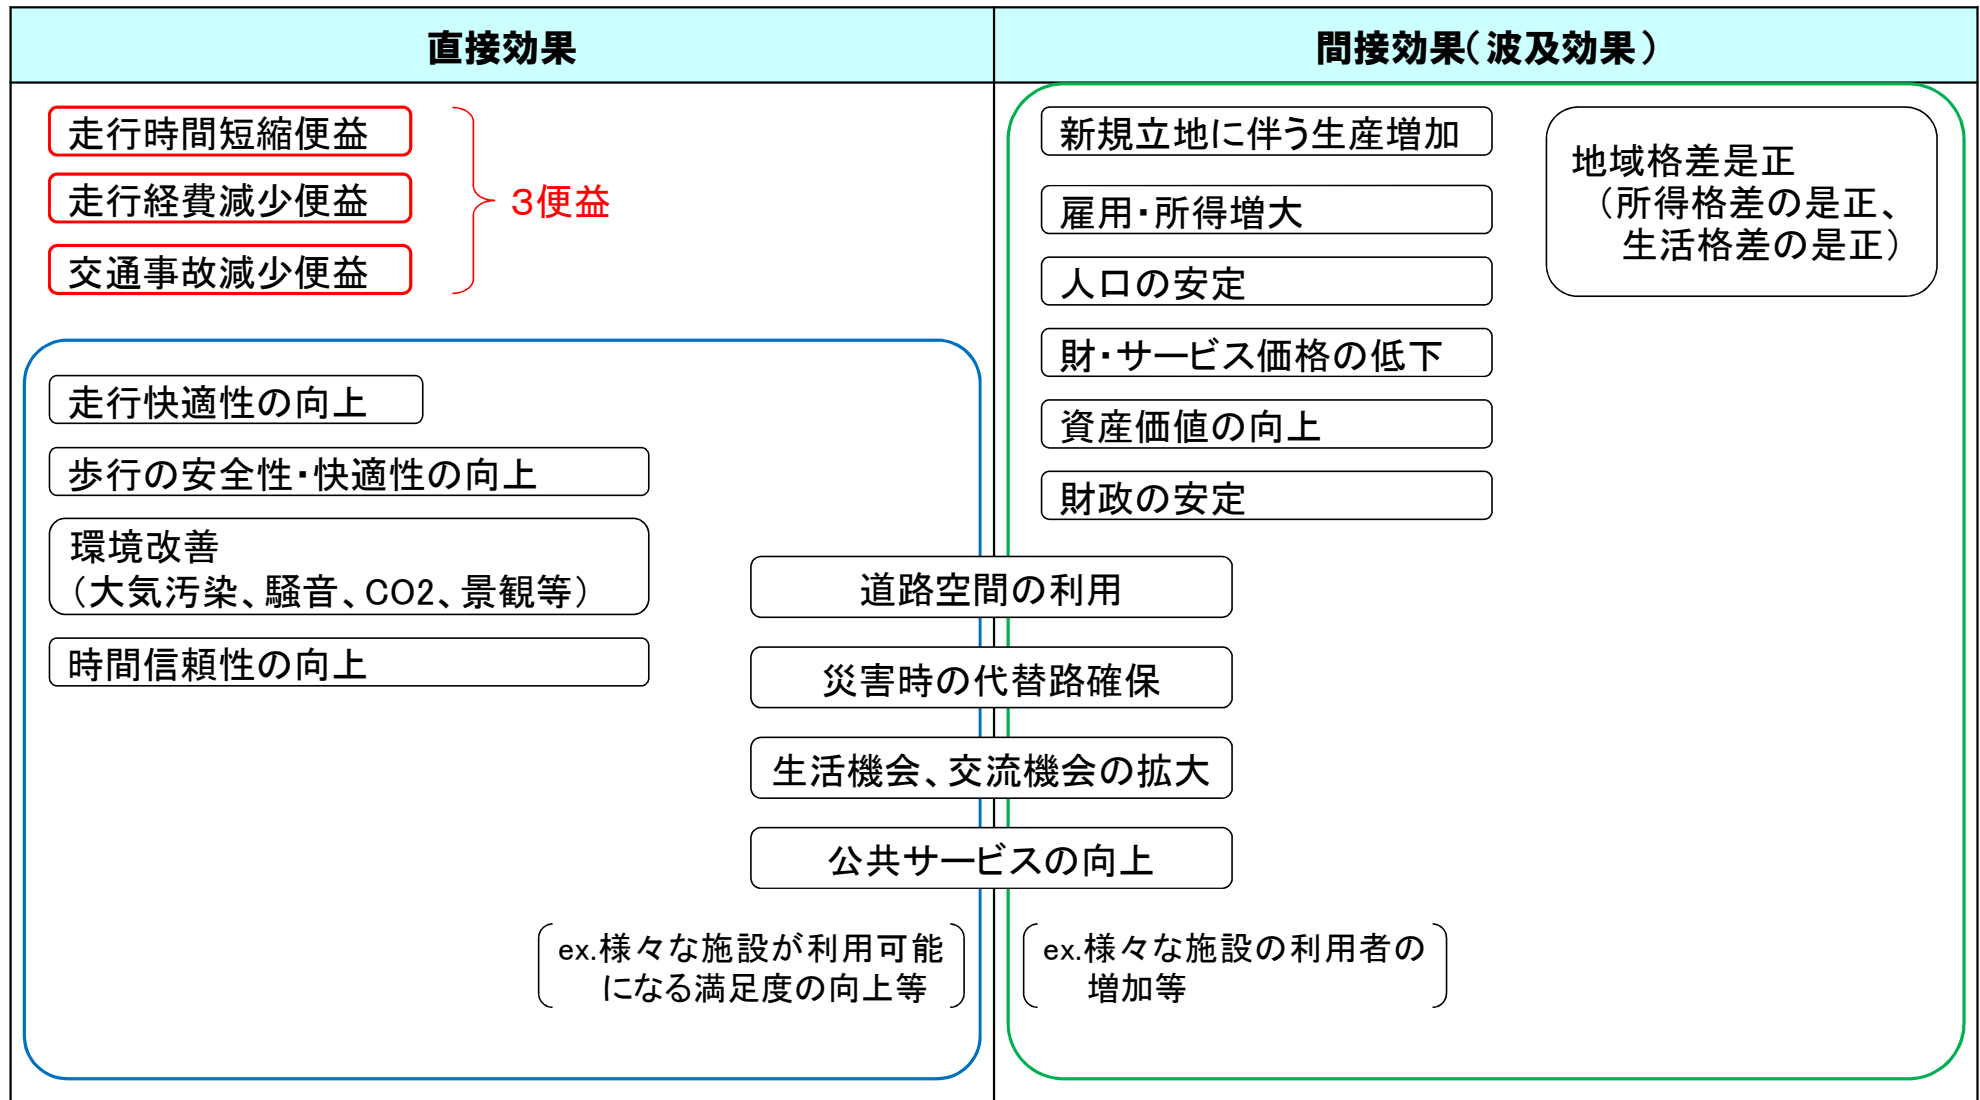 直接効果
間接効果(波及効果)
走行時間短縮便益
走行経費減少便益
交通事故減少便益
3便益
走行快適性の向上
歩行の安全性・快適性の向上
環境改善
(大気汚染、騒音、CO2、景観等)
時間信頼性の向上
新規立地に伴う生産増加
雇用・所得増大
人口の安定
財・サービス価格の低下
資産価値の向上
財政の安定
地域格差是正
(所得格差の是正、
生活格差の是正)
道路空間の利用
災害時の代替路確保
生活機会、交流機会の拡大
公共サービスの向上
ex.様々な施設が利用可能
になる満足度の向上等
ex.様々な施設の利用者の
増加等